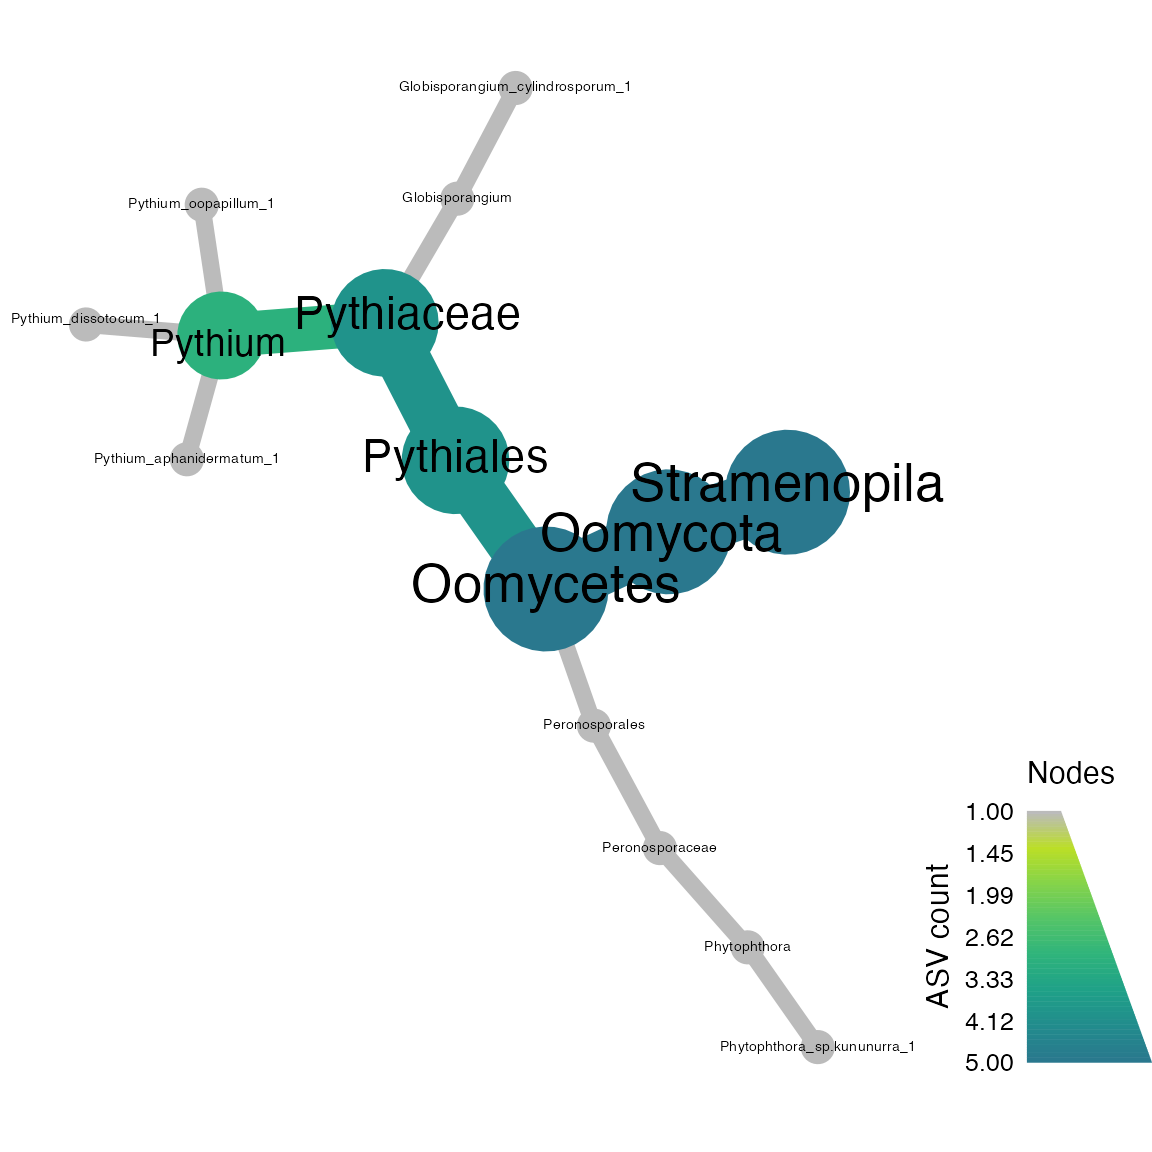 Globisporangium_cylindrosporum_1
Globisporangium
Pythium_oopapillum_1
Pythiaceae
Pythium_dissotocum_1
Pythium
Pythium_aphanidermatum_1
Pythiales
Stramenopila
Oomycota
Oomycetes
Peronosporales
Peronosporaceae
Phytophthora
Phytophthora_sp.kununurra_1
Nodes
ASV count
1.00
1.45
1.99
2.62
3.33
4.12
5.00